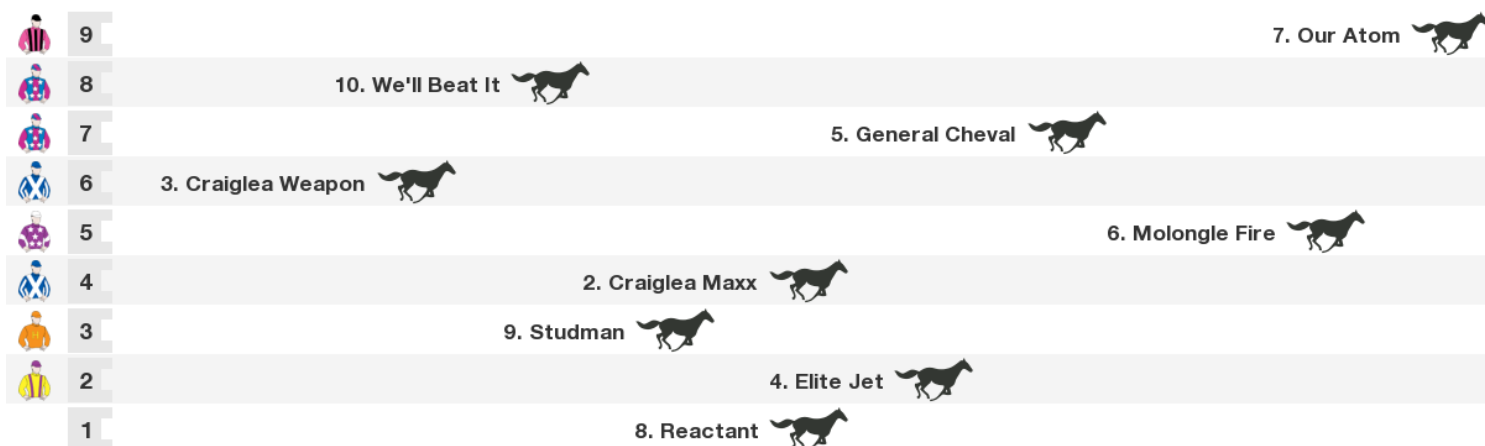 9 7. Our Atom
8 10. We'll Beat It
7 5. General Cheval
6 3. Craiglea Weapon
5 6. Molongle Fire
4 2. Craiglea Maxx
3 9. Studman
2 4. Elite Jet
1 8. Reactant